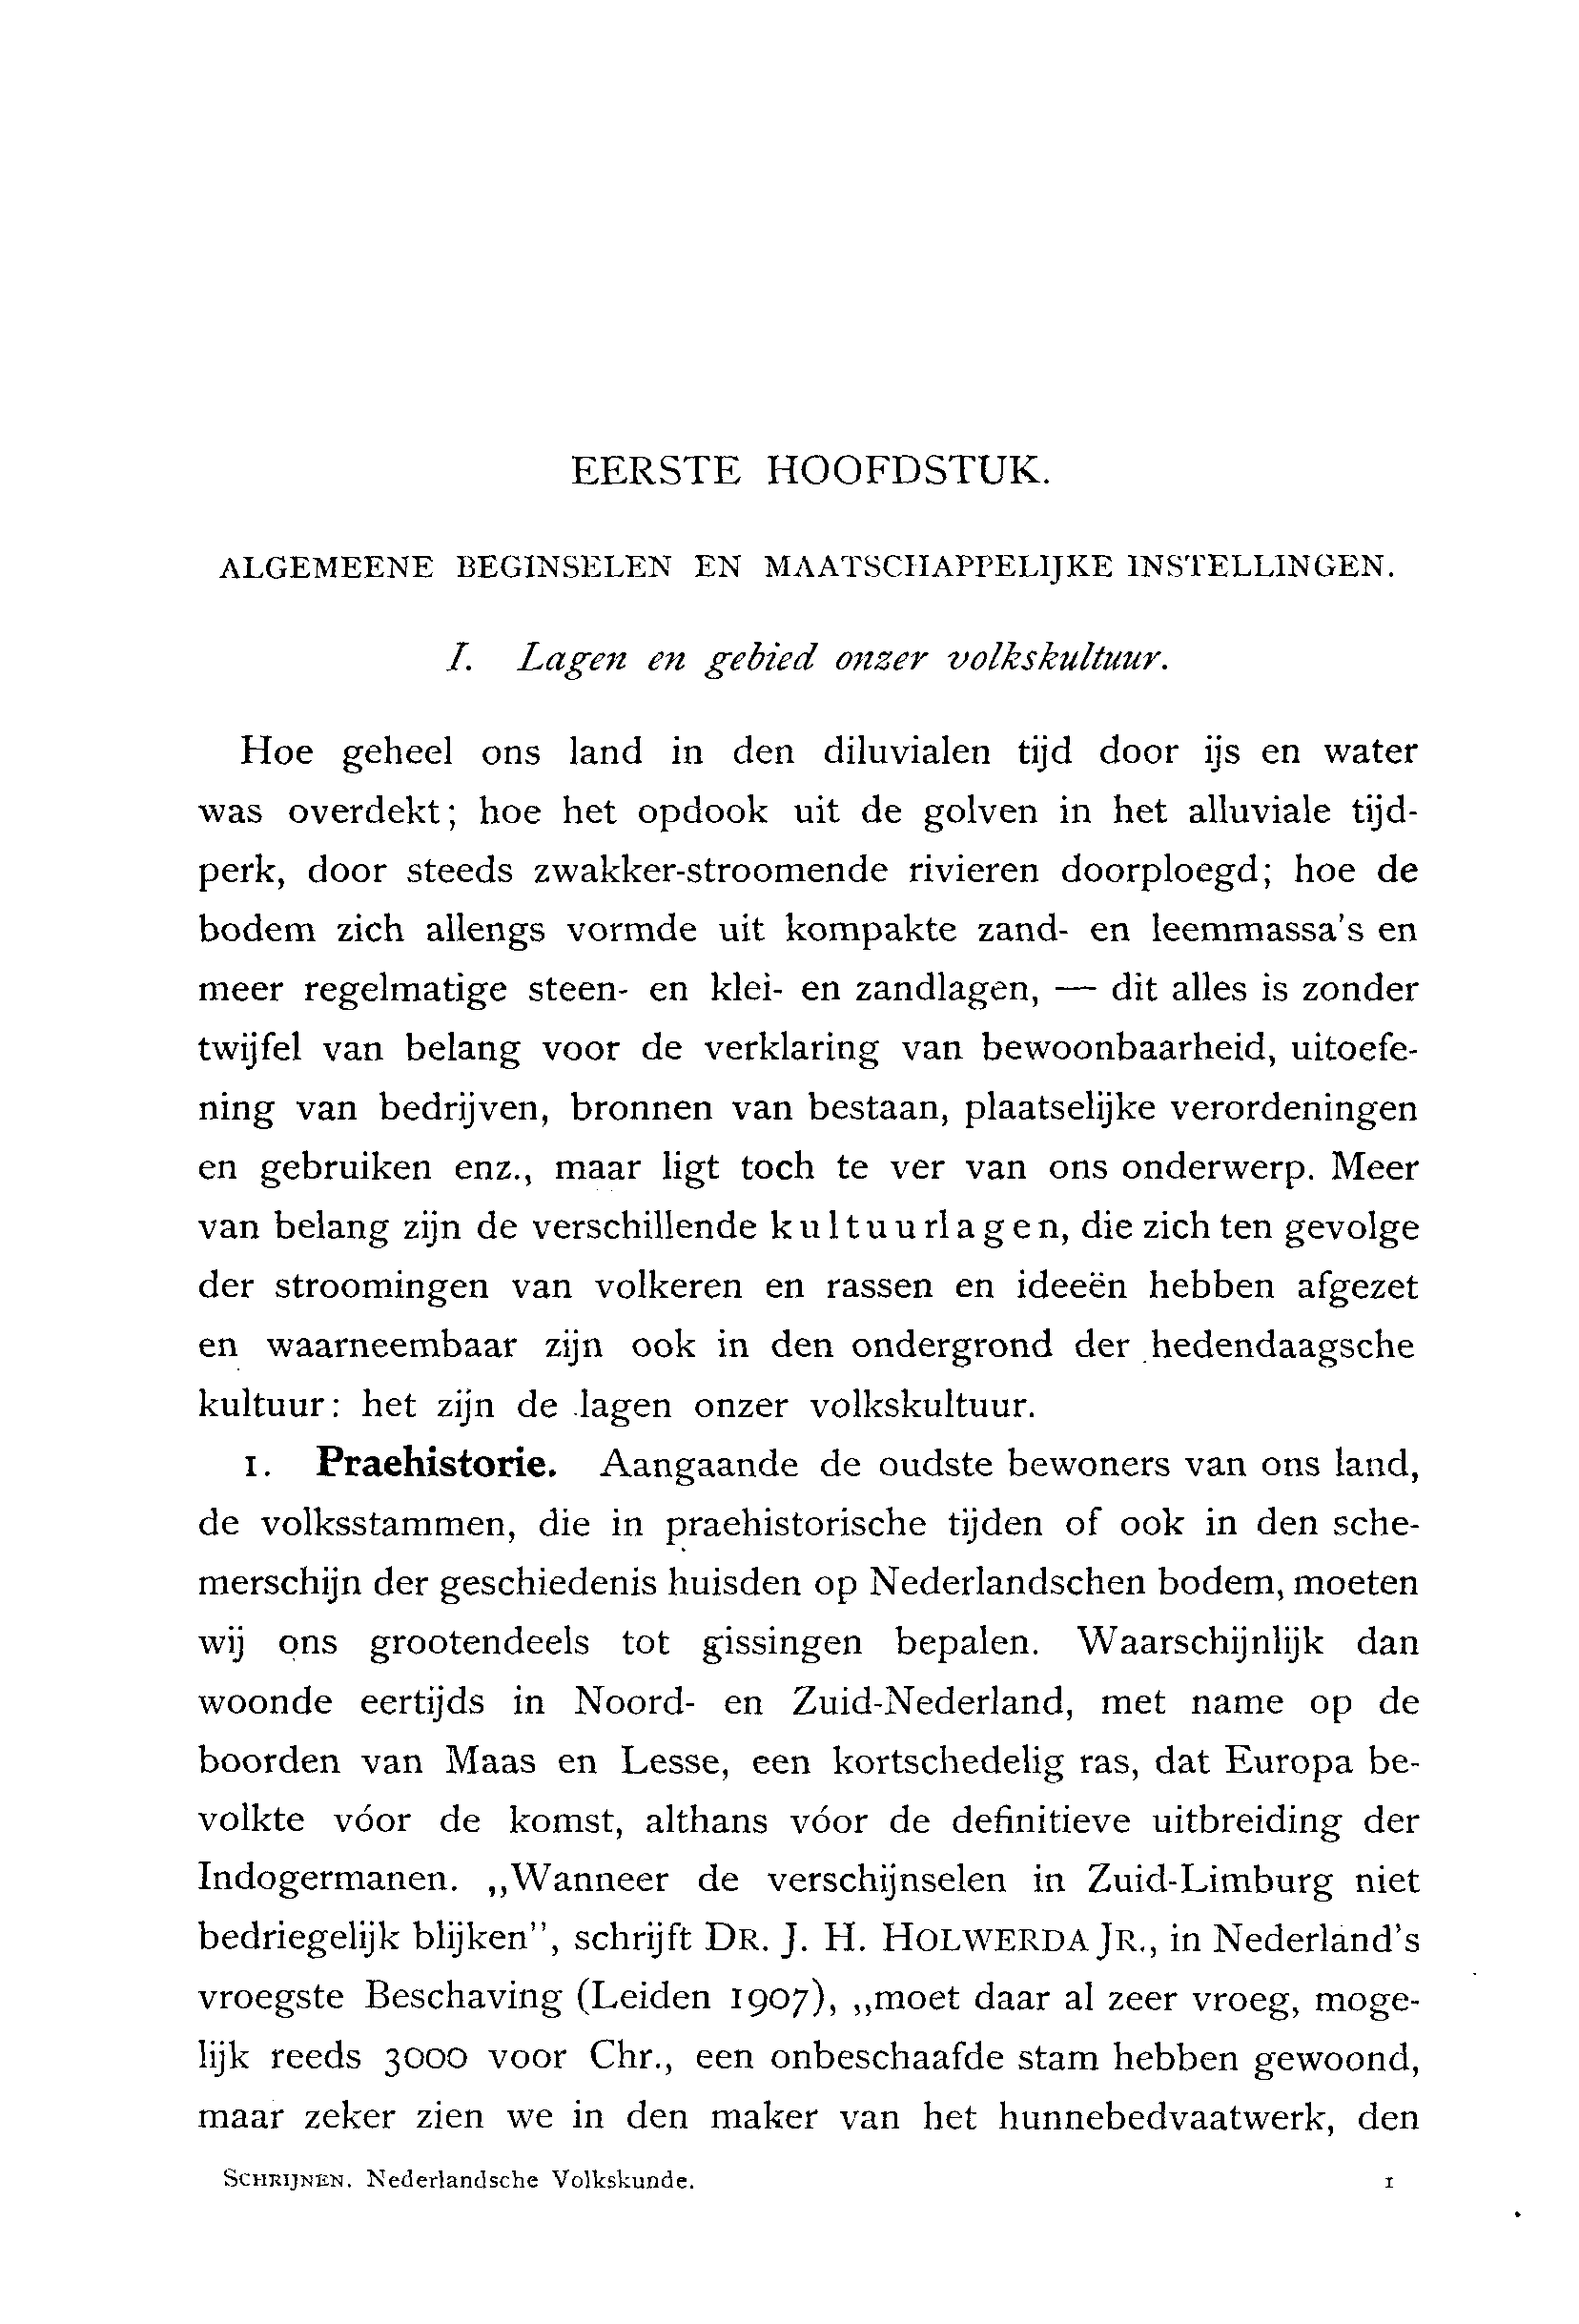 EERSTE HOOFDSTUK.
ALGEMEENE BEGINSELEN EN MAATSCHAPPELIJKE INSTELLINGEN.
I. Lagen en gebied onzer volkskultuur.
Hoe geheel ons land in den diluvialen tijd door ijs en water
was overdekt; hoe het opdook uit de golven in het alluviale tijd-
perk, door steeds zwakker-stroomende rivieren doorploegd; hoe de
bodem zich allengs vormde uit kompakte zand- en leemmassa's en
meer regelmatige steen- en klei- en zandlagen, — dit alles is zonder
twijfel van belang voor de verklaring van bewoonbaarheid, uitoefe-
ning van bedrijven, bronnen van bestaan, plaatselijke verordeningen
en gebruiken enz., maar ligt toch te ver van ons onderwerp. Meer
van belang zijn de verschillende kultuurlagen, die zich ten gevolge
der stroomingen van volkeren en rassen en ideeën hebben afgezet
en waarneembaar zijn ook in den ondergrond der hedendaagsche
kultuur: het zijn de lagen onzer volkskultuur.
1. Praehistorie. Aangaande de oudste bewoners van ons land,
de volksstammen, die in praehistorische tijden of ook in den sche-
merschijn der geschiedenis huisden op Nederlandschen bodem, moeten
wij ons grootendeels tot gissingen bepalen. Waarschijnlijk dan
woonde eertijds in Noord- en Zuid-Nederland, met name op de
boorden van Maas en Lesse, een kortschedelig ras, dat Europa be-
volkte vóor de komst, althans vóor de definitieve uitbreiding der
Indogermanen. „Wanneer de verschijnselen in Zuid-Limburg niet
bedriegelijk blijken”, schrijft DR. J. H. HOLWERDA JR., in Nederland's
vroegste Beschaving (Leiden 1907), „moet daar al zeer vroeg, moge-
lijk reeds 3000 voor Chr., een onbeschaafde stam hebben gewoond,
maar zeker zien we in den maker van het hunnebedvaatwerk, den
SCHRIJNEN. Nederlandsche Volkskunde. 1